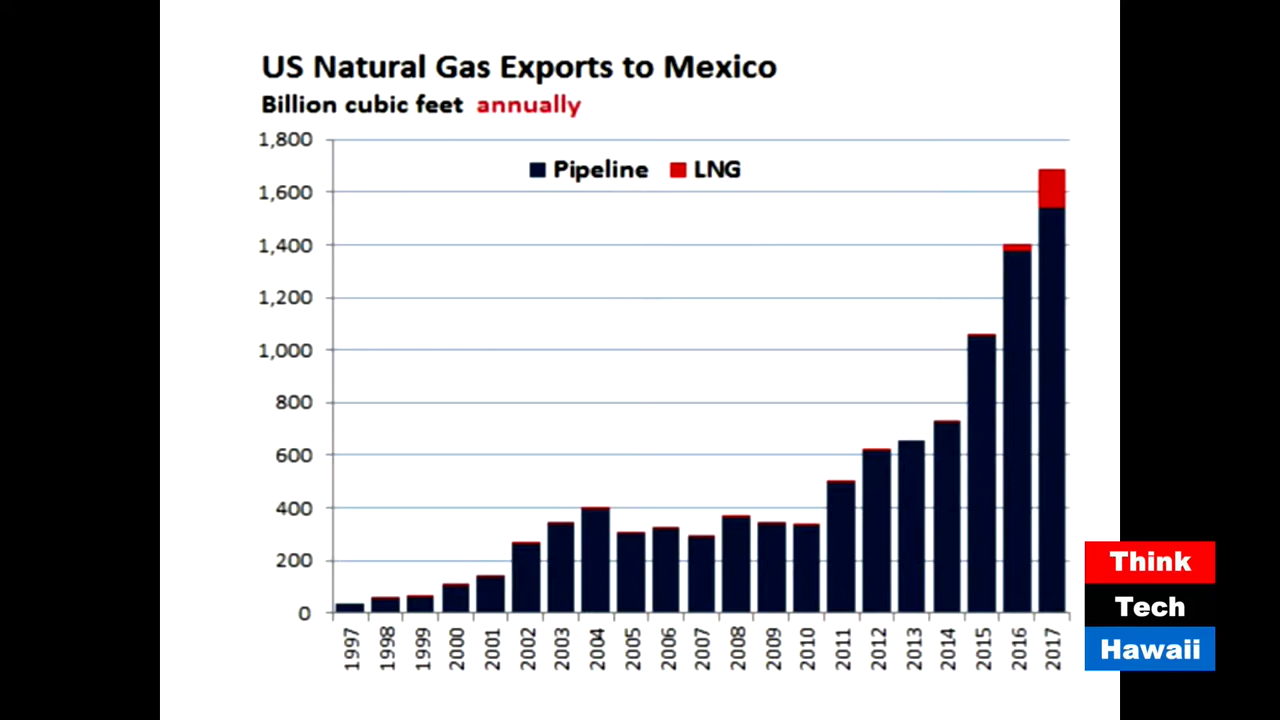 US Natural Gas Exports to Mexico
Billion cubic feet annually
1,800
Pipeline LNG
1,600
1,400
1,200
1,000
800
600
400
200
0
1997 1998 1999 2000 2001 2002 2003 2004 2005 2006 2007 2008 2009 2010 2011 2012 2013 2014 2015 2016 2017
Think
Tech
Hawaii